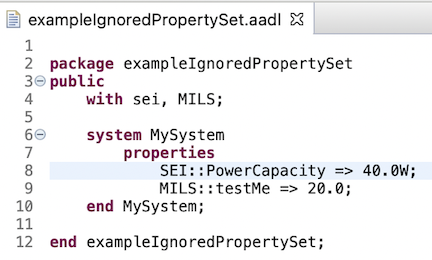 exampleIgnoredPropertySet.aadl
1
2 package exampleIgnoredPropertySet
3 public
4 with sei, MILS;
5
6 system MySystem
7 properties
8 SEI::PowerCapacity => 40.0W;
9 MILS::testMe => 20.0;
10 end MySystem;
11
12 end exampleIgnoredPropertySet;